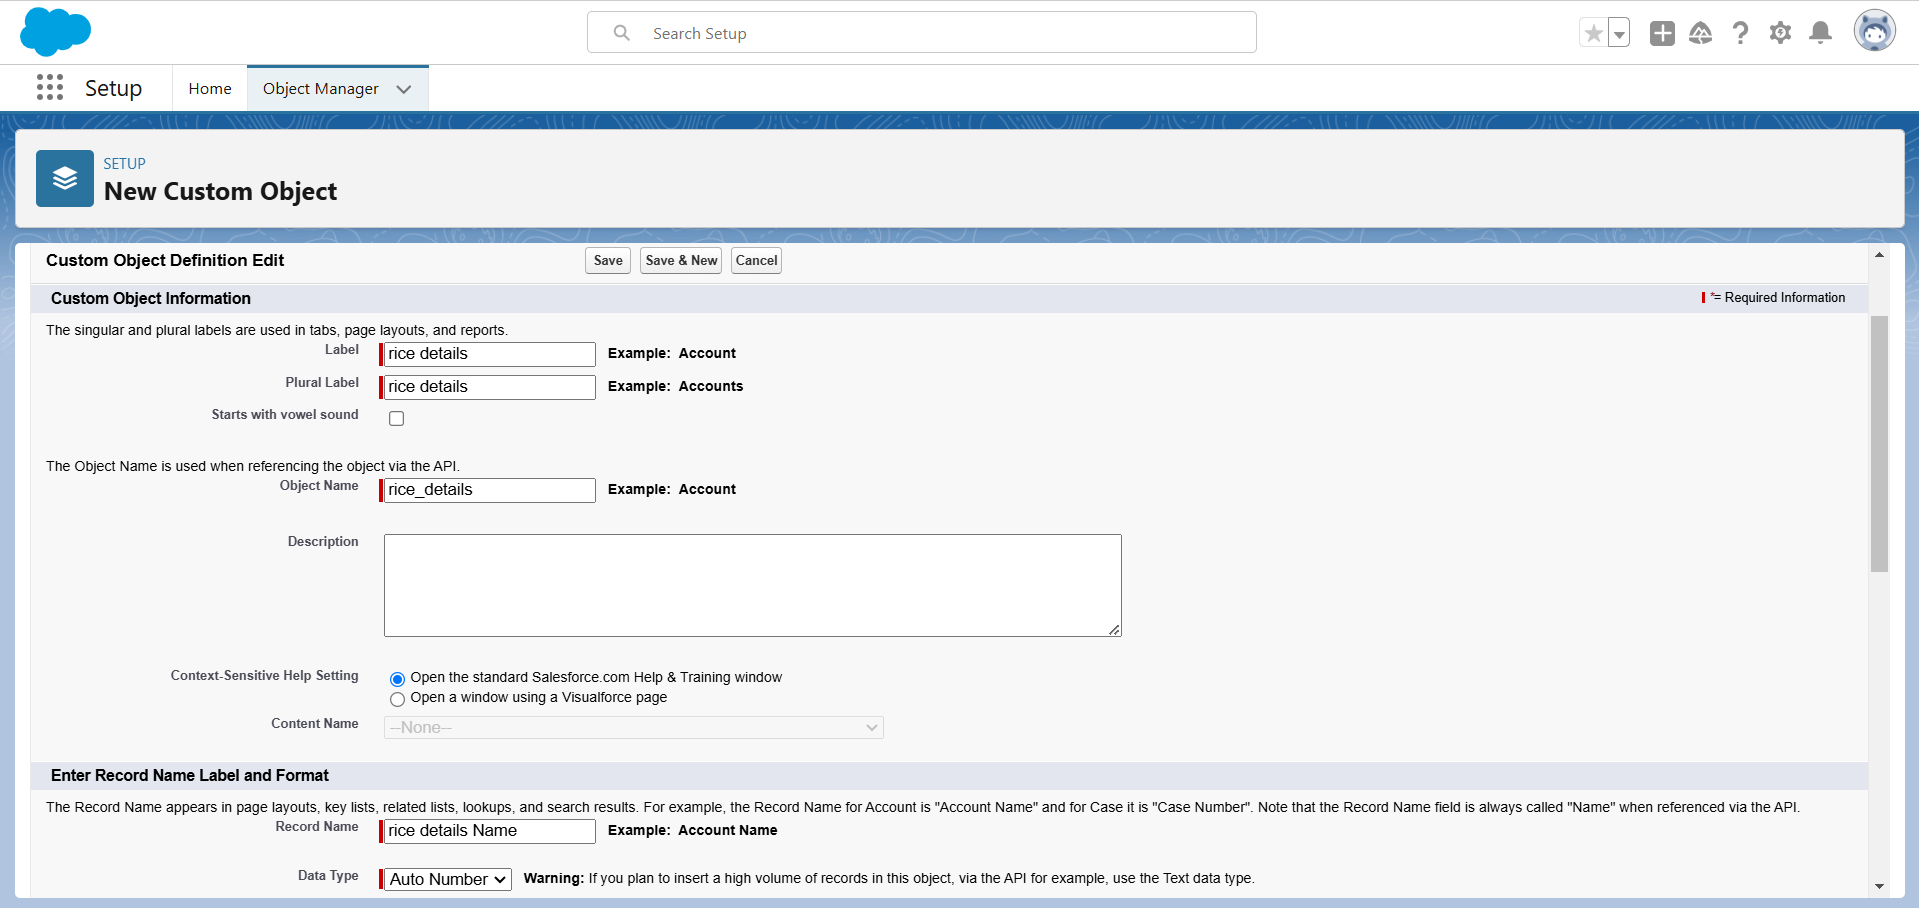 Search Setup
Setup
Home
Object Manager
SETUP
New Custom Object
Custom Object Definition Edit
Save
Save & New
Cancel
Custom Object Information
*= Required Information
The singular and plural labels are used in tabs, page layouts, and reports.
Label rice details Example: Account
Plural Label rice details Example: Accounts
Starts with vowel sound
The Object Name is used when referencing the object via the API.
Object Name rice_details Example: Account
Description
Context-Sensitive Help Setting Open the standard Salesforce.com Help & Training window
Open a window using a Visualforce page
Content Name --None--
Enter Record Name Label and Format
The Record Name appears in page layouts, key lists, related lists, lookups, and search results. For example, the Record Name for Account is "Account Name" and for Case it is "Case Number". Note that the Record Name field is always called "Name" when referenced via the API.
Record Name rice details Name Example: Account Name
Data Type Auto Number Warning: If you plan to insert a high volume of records in this object, via the API for example, use the Text data type.